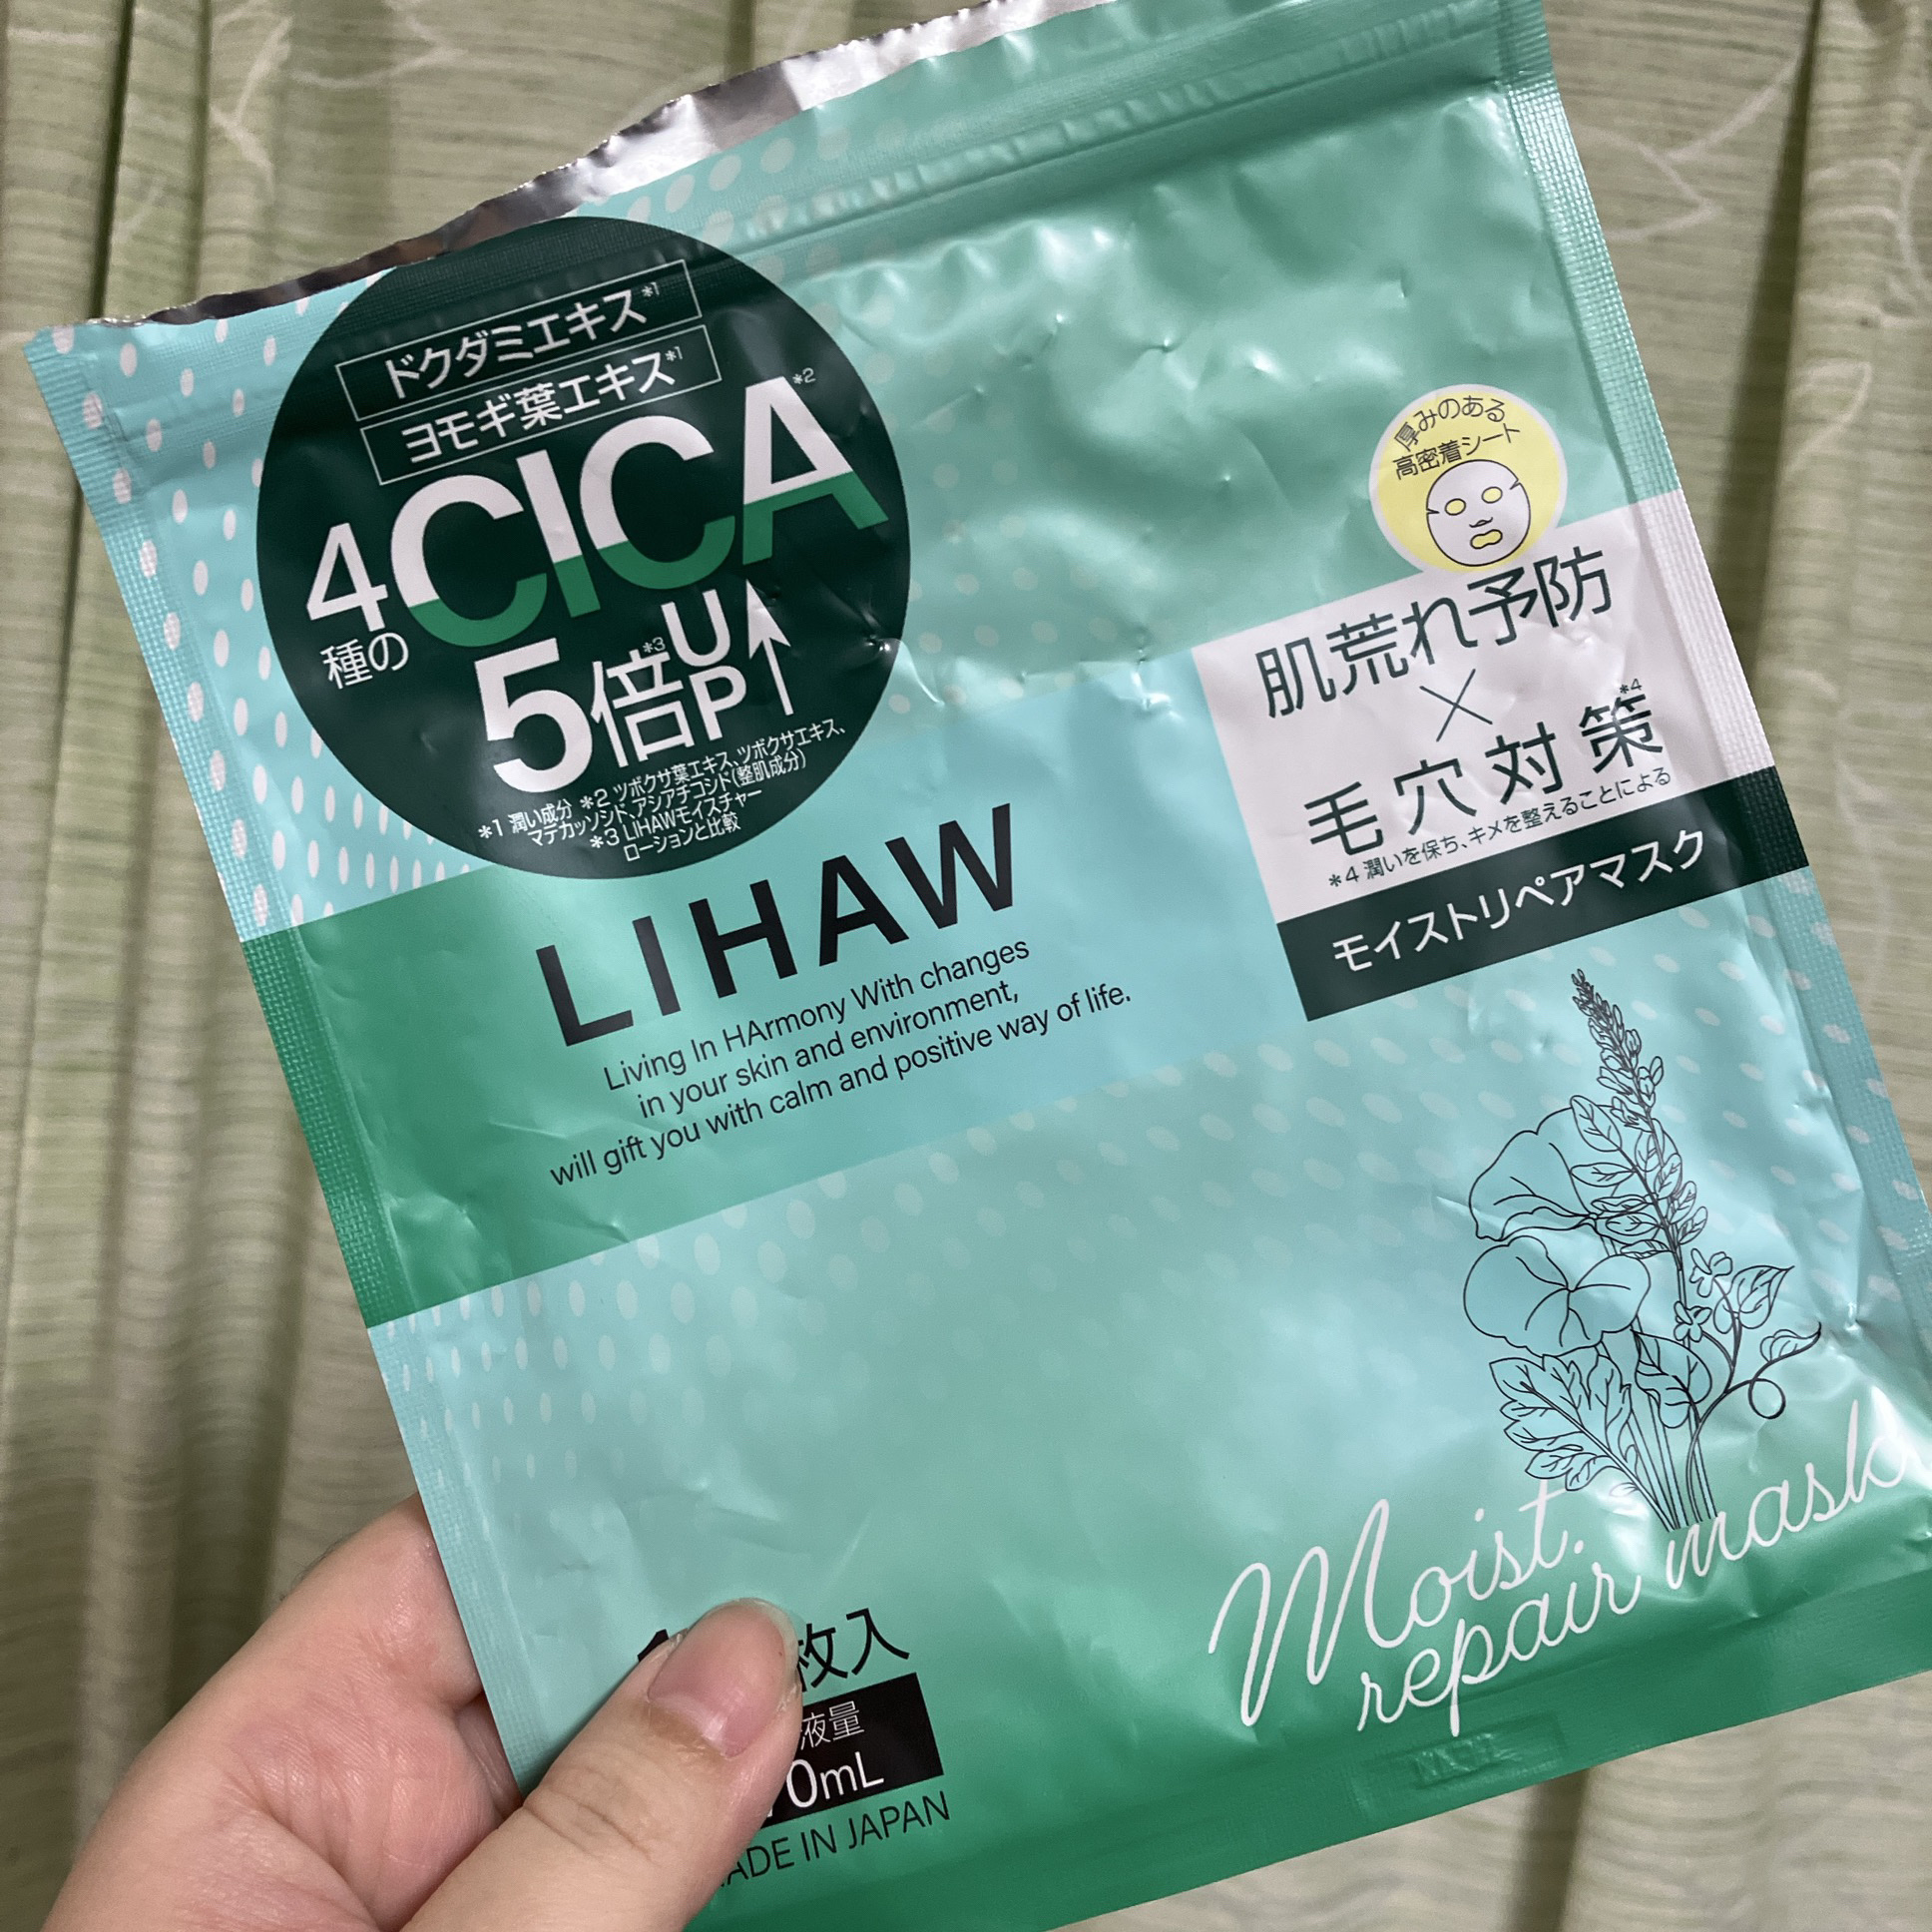 ドクダミエキス*1
ヨモギ葉エキス*1
4種のCICA*2
5倍*3UP
*1 潤い成分 *2 ツボクサ葉エキス、ツボクサエキス、
マデカッソシド、アシアチコシド(整肌成分)
*3 LIHAWモイスチャー
ローションと比較
厚みのある
高密着シート
肌荒れ予防
×
毛穴対策*4
*4 潤いを保ち、キメを整えることによる
モイストリペアマスク
LIHAW
Living In HArmony With changes
in your skin and environment,
will gift you with calm and positive way of life.
Moist.
repair mask
枚入
液量
0mL
MADE IN JAPAN